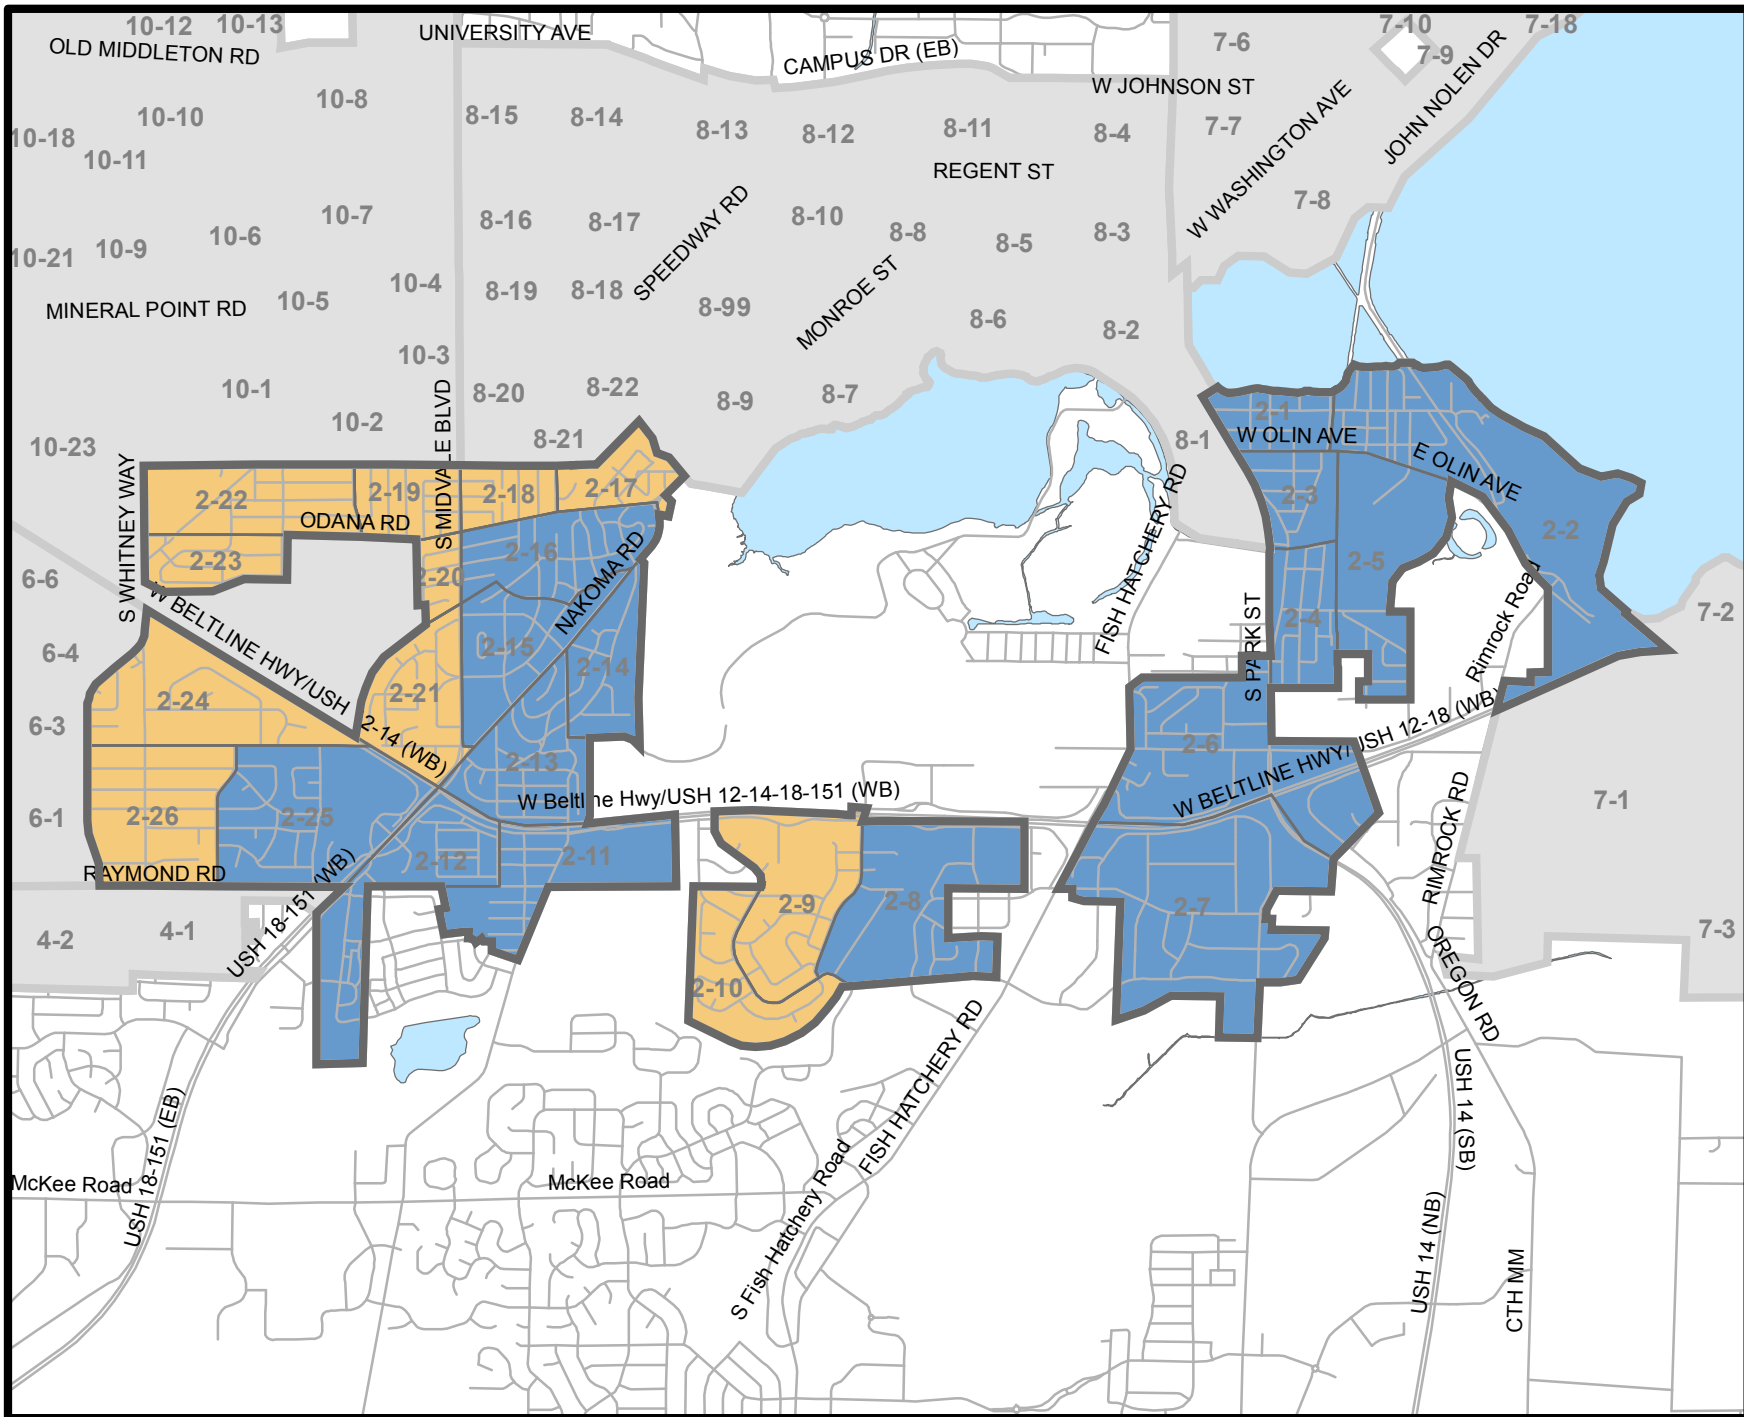 10-12
10-13
UNIVERSITY AVE
7-10
7-18
OLD MIDDLETON RD
CAMPUS DR (EB)
7-6
7-9
JOHN NOLEN DR
W JOHNSON ST
10-8
10-10
8-15
8-14
8-13
8-12
8-11
8-4
7-7
W WASHINGTON AVE
10-18
10-11
REGENT ST
7-8
10-7
10-6
10-9
10-21
8-16
8-17
SPEEDWAY RD
8-10
8-8
8-5
8-3
10-4
10-5
MINERAL POINT RD
8-19
8-18
8-99
MONROE ST
8-6
8-2
10-3
10-1
10-2
S MIDVALE BLVD
8-20
8-22
8-9
8-7
10-23
8-21
8-1
2-1
W OLIN AVE
E OLIN AVE
S WHITNEY WAY
2-22
2-19
2-18
2-17
FISH HATCHERY RD
2-3
ODANA RD
2-16
NAKOMA RD
2-2
2-23
2-20
2-5
6-6
W BELTLINE HWY/USH
2-15
2-14
S PARK ST
2-4
Rimrock Road
7-2
6-4
2-24
2-21
6-3
2-14 (WB)
2-13
2-6
W BELTLINE HWY/USH 12-18 (WB)
W Beltline Hwy/USH 12-14-18-151 (WB)
7-1
6-1
2-26
2-25
2-12
2-11
RIMROCK RD
RAYMOND RD
USH 18-151 (WB)
2-9
2-8
2-7
4-2
4-1
7-3
2-10
OREGON RD
FISH HATCHERY RD
USH 18-151 (EB)
USH 14 (SB)
McKee Road
McKee Road
S Fish Hatchery Road
USH 14 (NB)
CTH MM